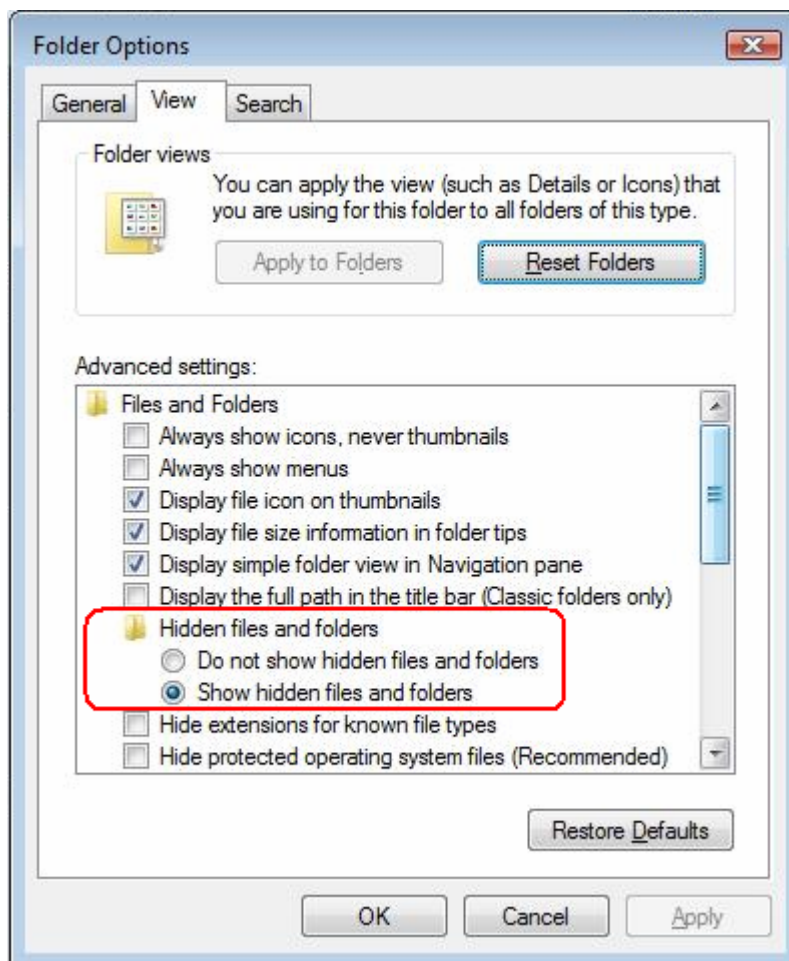 Folder Options
General View Search
Folder views
You can apply the view (such as Details or Icons) that
you are using for this folder to all folders of this type.
Apply to Folders Reset Folders
Advanced settings:
Files and Folders
Always show icons, never thumbnails
Always show menus
Display file icon on thumbnails
Display file size information in folder tips
Display simple folder view in Navigation pane
Display the full path in the title bar (Classic folders only)
Hidden files and folders
Do not show hidden files and folders
Show hidden files and folders
Hide extensions for known file types
Hide protected operating system files (Recommended)
Restore Defaults
OK Cancel Apply